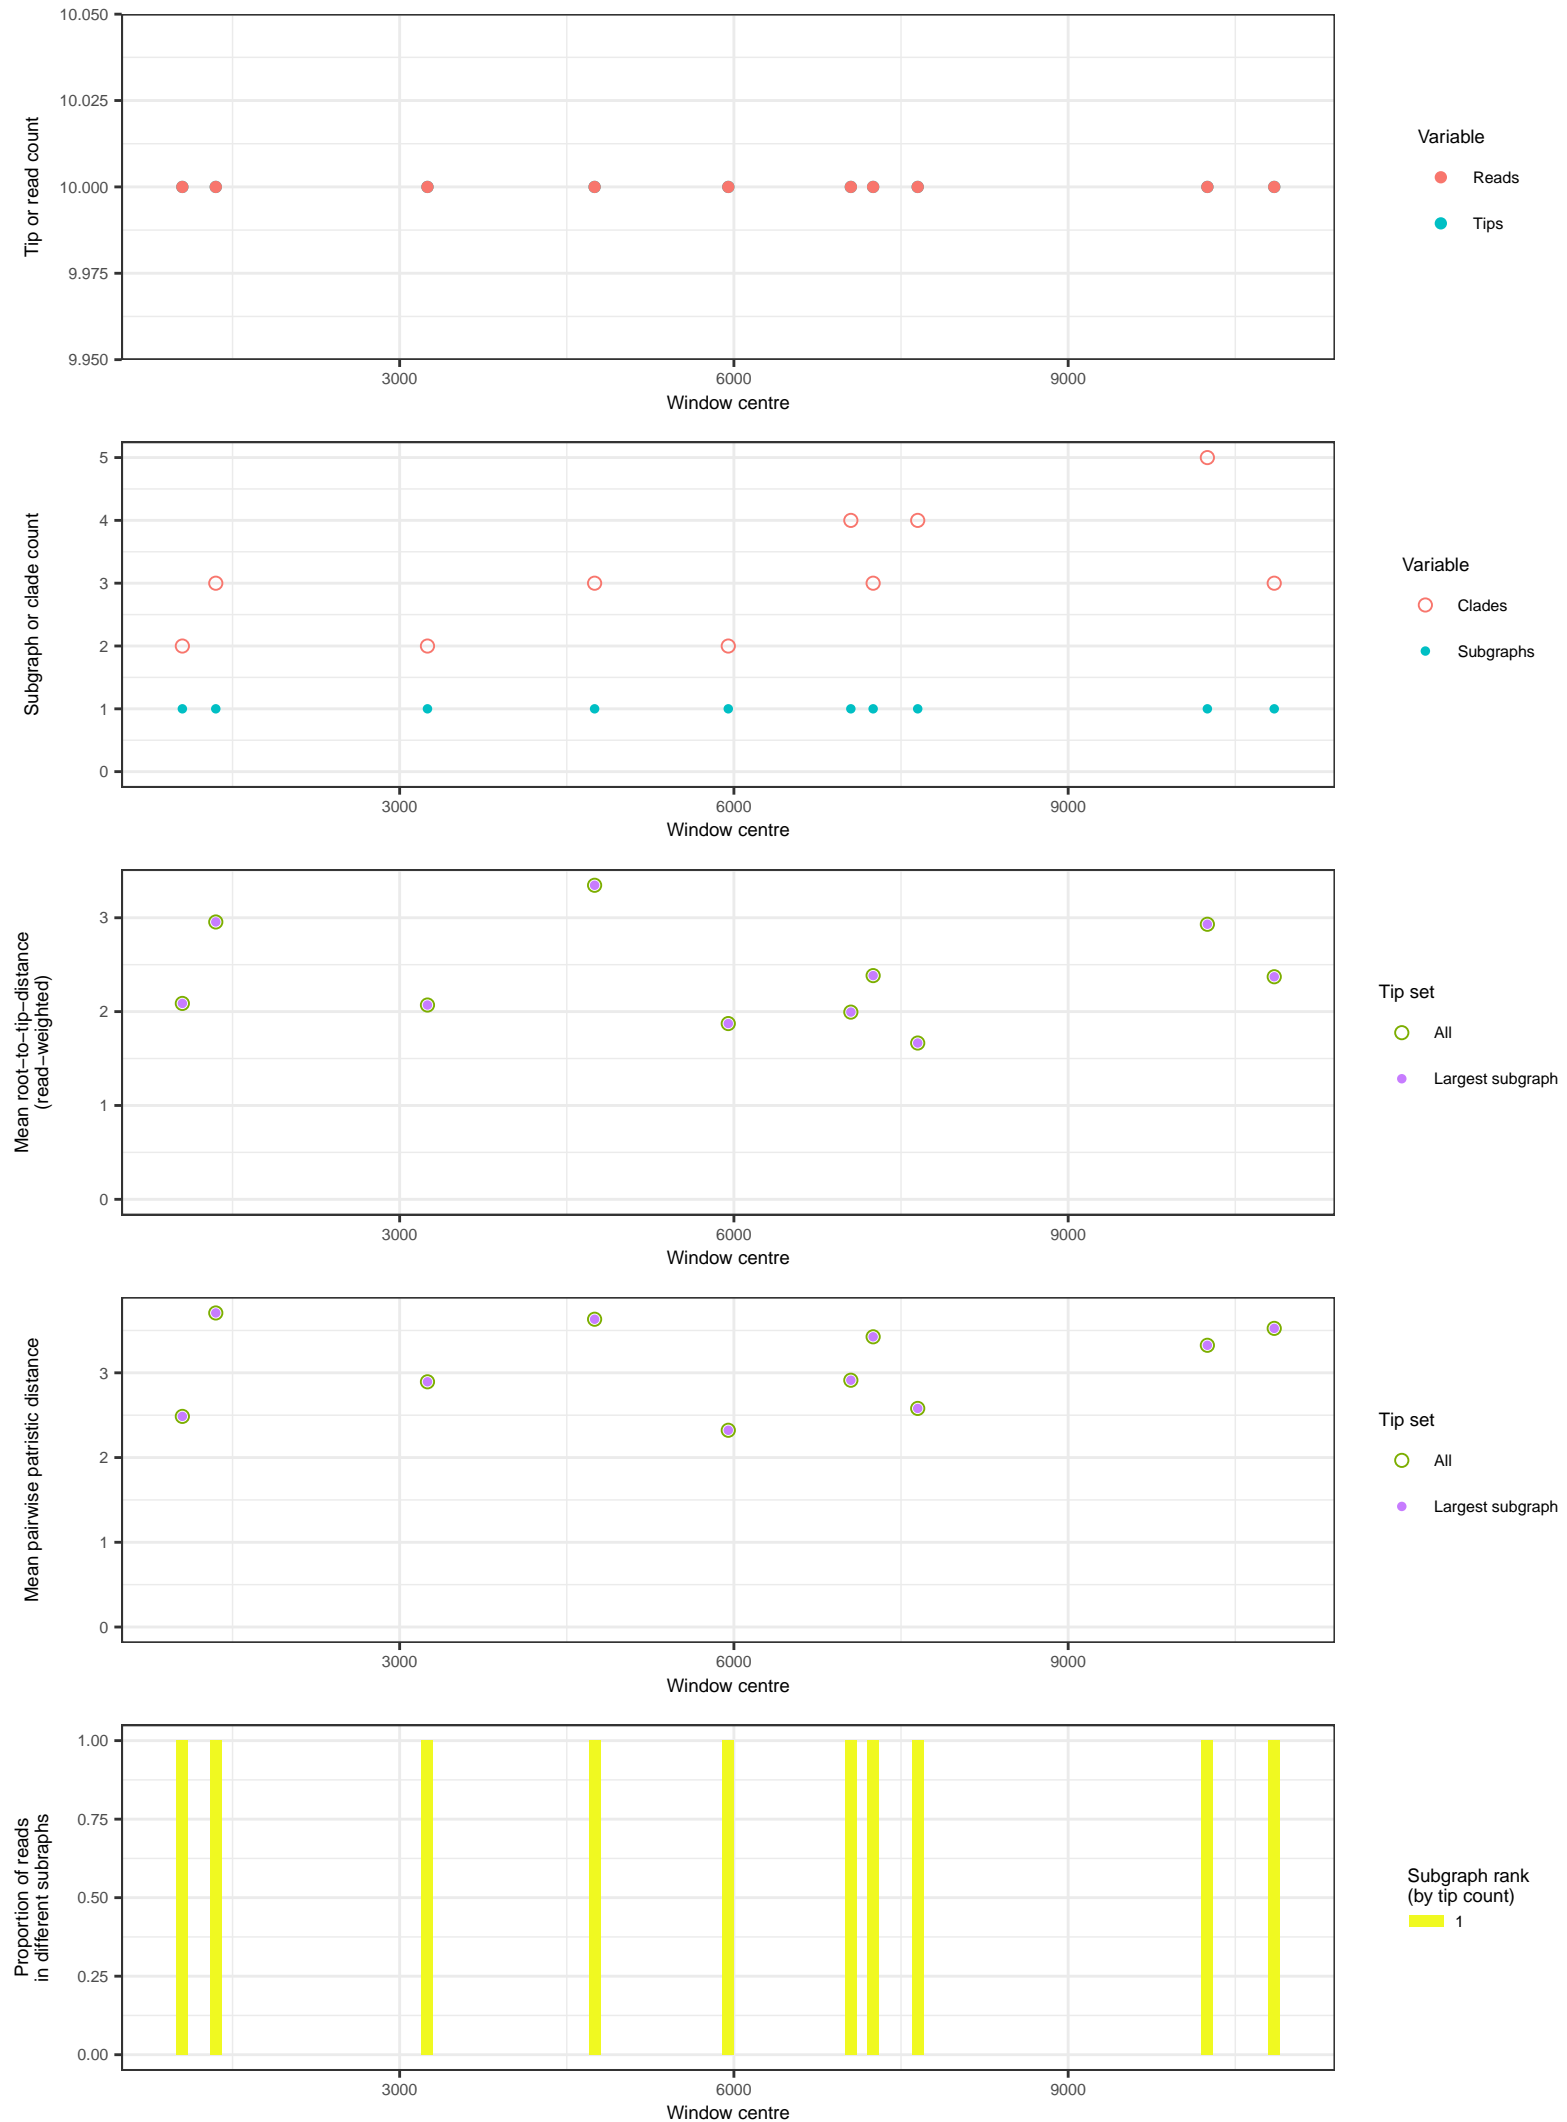 10.050
10.025
10.000
9.975
9.950
Tip or read count
3000 6000 9000
Window centre
Variable
Reads
Tips
5
4
3
2
1
0
Subgraph or clade count
3000 6000 9000
Window centre
Variable
Clades
Subgraphs
3
2
1
0
Mean root−to−tip−distance
(read−weighted)
3000 6000 9000
Window centre
Tip set
All
Largest subgraph
3
2
1
0
Mean pairwise patristic distance
3000 6000 9000
Window centre
Tip set
All
Largest subgraph
1.00
0.75
0.50
0.25
0.00
Proportion of reads
in different subraphs
3000 6000 9000
Window centre
Subgraph rank
(by tip count)
1